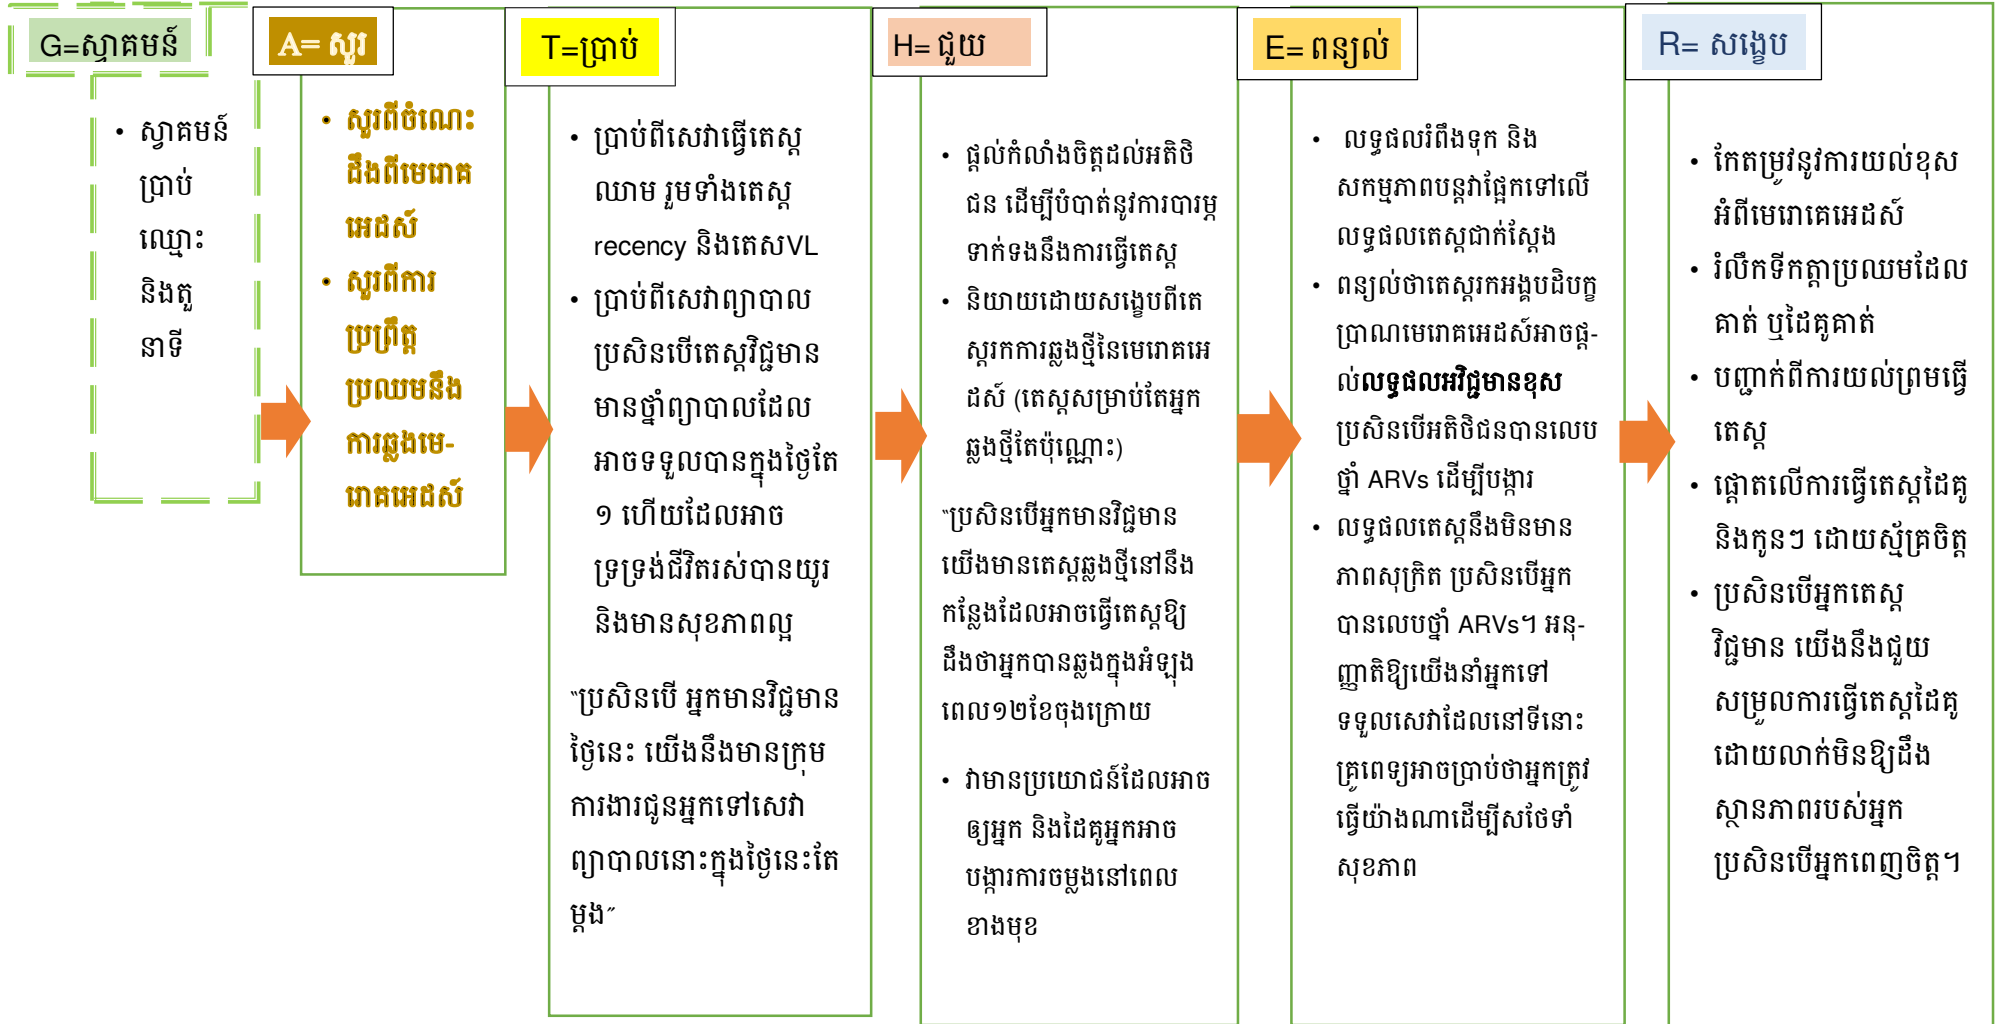 G=ស្វាគមន៍
• ស្វាគមន៍
ប្រាប់
ឈ្មោះ
និងតួ
នាទី
A= សួរ
• សួរពីចំណេះ
ដឹងពីមេរោគ
អេដស៍
• សួរពីការ
ប្រព្រឹត្ត
ប្រឈមនឹង
ការឆ្លងមេ-
រោគអេដស៍
T=ប្រាប់
• ប្រាប់ពីសេវាធ្វើតេស្ត
ឈាម រួមទាំងតេស្ត
recency និងតេសVL
• ប្រាប់ពីសេវាព្យាបាល
ប្រសិនបើតេស្តវិជ្ជមាន
មានថ្នាំព្យាបាលដែល
អាចទទួលបានក្នុងថ្ងៃតែ
១ ហើយដែលអាច
ទ្រទ្រង់ជីវិតរស់បានយូរ
និងមានសុខភាពល្អ
“ប្រសិនបើ អ្នកមានវិជ្ជមាន
ថ្ងៃនេះ យើងនឹងមានក្រុម
ការងារជូនអ្នកទៅសេវា
ព្យាបាលនោះក្នុងថ្ងៃនេះតែ
ម្តង”
H= ជួយ
• ផ្តល់កំលាំងចិត្តដល់អតិថិ
ជន ដើម្បីបំបាត់នូវការបារម្ភ
ទាក់ទងនឹងការធ្វើតេស្ត
• និយាយដោយសង្ខេបពីតេ
ស្តរកការឆ្លងថ្មីនៃមេរោគអេ
ដស៍ (តេស្តសម្រាប់តែអ្នក
ឆ្លងថ្មីតែប៉ុណ្ណោះ)
“ប្រសិនបើអ្នកមានវិជ្ជមាន
យើងមានតេស្តឆ្លងថ្មីនៅនឹង
កន្លែងដែលអាចធ្វើតេស្តឱ្យ
ដឹងថាអ្នកបានឆ្លងក្នុងអំឡុង
ពេល១២ខែចុងក្រោយ
• វាមានប្រយោជន៍ដែលអាច
ឲ្យអ្នក និងដៃគូអ្នកអាច
បង្ការការចម្លងនៅពេល
ខាងមុខ
E= ពន្យល់
• លទ្ធផលរំពឹងទុក និង
សកម្មភាពបន្តវាផ្អែកទៅលើ
លទ្ធផលតេស្តជាក់ស្តែង
• ពន្យល់ថាតេស្តរកអង្គបដិបក្ខ
ប្រាណមេរោគអេដស៍អាចផ្ត-
ល់លទ្ធផលអវិជ្ជមានខុស
ប្រសិនបើអតិថិជនបានលេប
ថ្នាំ ARVs ដើម្បីបង្ការ
• លទ្ធផលតេស្តនឹងមិនមាន
ភាពសុក្រិត ប្រសិនបើអ្នក
បានលេបថ្នាំ ARVs។ អនុ-
ញ្ញាតិឱ្យយើងនាំអ្នកទៅ
ទទួលសេវាដែលនៅទីនោះ
គ្រូពេទ្យអាចប្រាប់ថាអ្នកត្រូវ
ធ្វើយ៉ាងណាដើម្បីសថែទាំ
សុខភាព
R= សង្ខេប
• កែតម្រូវនូវការយល់ខុស
អំពីមេរោគេអេដស៍
• រំលឹកទីកត្តាប្រឈមដែល
គាត់ ឬដៃគូគាត់
• បញ្ជាក់ពីការយល់ព្រមធ្វើ
តេស្ត
• ផ្តោតលើការធ្វើតេស្តដៃគូ
និងកូនៗ ដោយស្ម័គ្រចិត្ត
• ប្រសិនបើអ្នកតេស្ត
វិជ្ជមាន យើងនឹងជួយ
សម្រួលការធ្វើតេស្តដៃគូ
ដោយលាក់មិនឱ្យដឹង
ស្ថានភាពរបស់អ្នក
ប្រសិនបើអ្នកពេញចិត្ត។